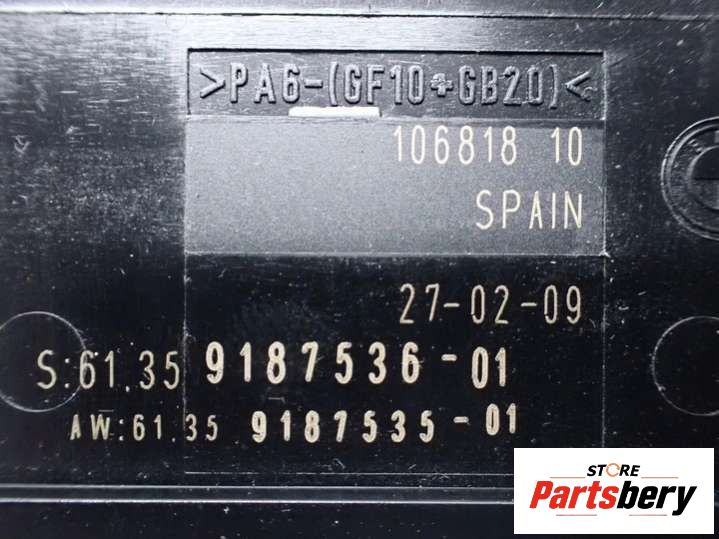 >PA6-(GF10+GB20)<
106818 10
SPAIN
27-02-09
S:61.35 9187536-01
AW:61.35 9187535-01
STORE
Partsbery